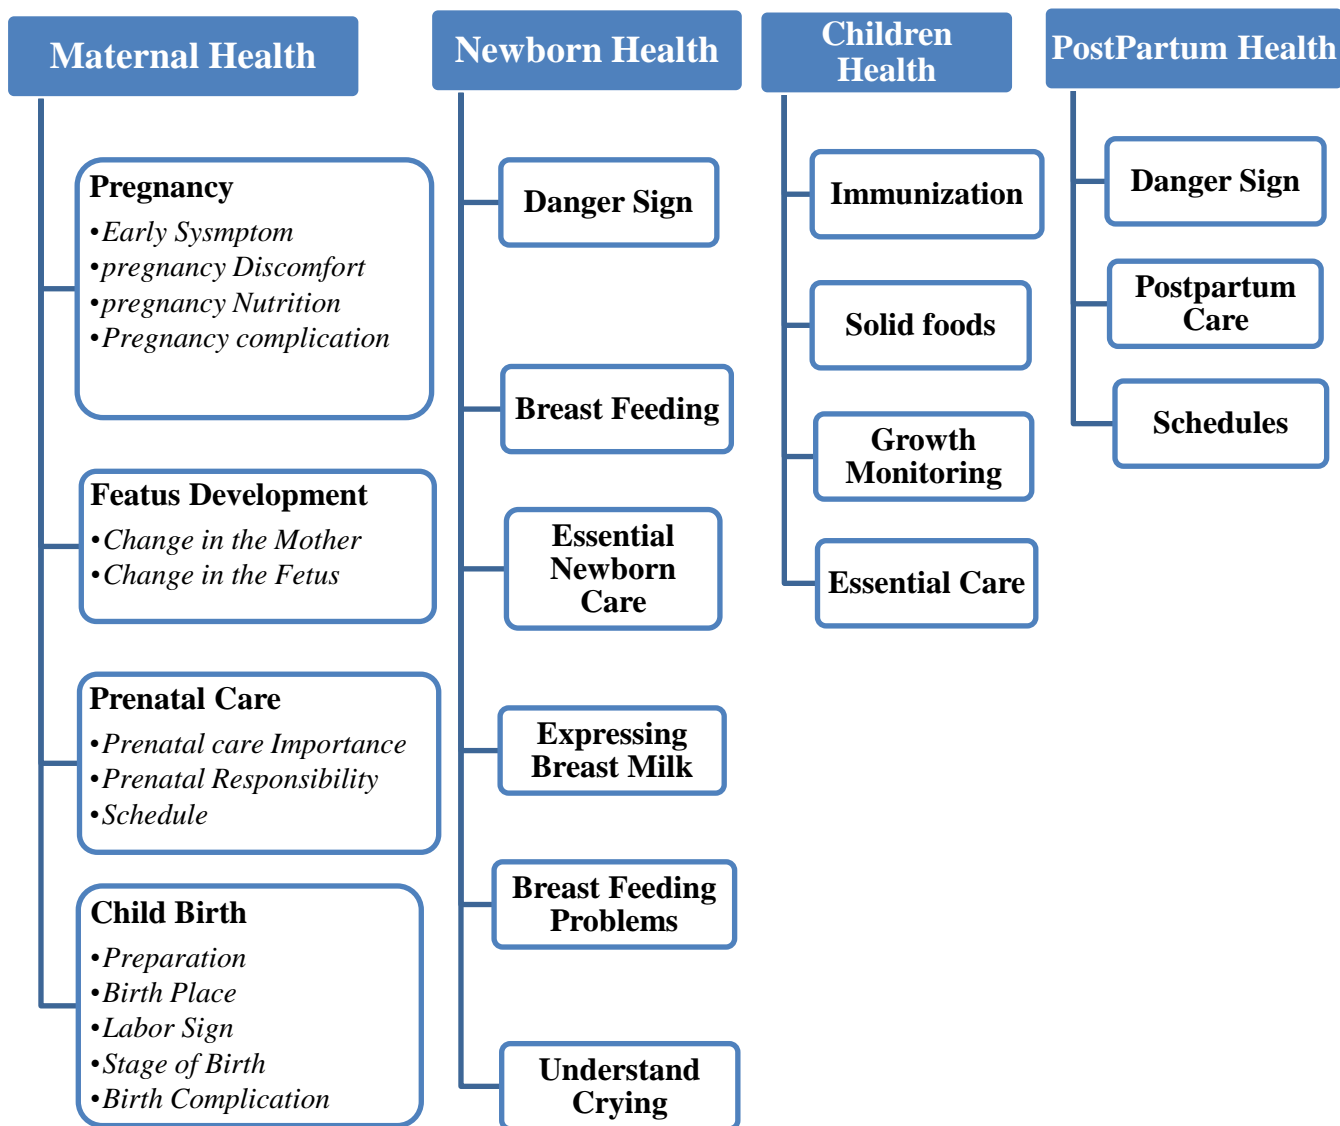 Maternal Health
Pregnancy
•Early Sysmptom
•pregnancy Discomfort
•pregnancy Nutrition
•Pregnancy complication
Featus Development
•Change in the Mother
•Change in the Fetus
Prenatal Care
•Prenatal care Importance
•Prenatal Responsibility
•Schedule
Child Birth
•Preparation
•Birth Place
•Labor Sign
•Stage of Birth
•Birth Complication
Newborn Health
Danger Sign
Breast Feeding
Essential
Newborn
Care
Expressing
Breast Milk
Breast Feeding
Problems
Understand
Crying
Children
Health
Immunization
Solid foods
Growth
Monitoring
Essential Care
PostPartum Health
Danger Sign
Postpartum
Care
Schedules